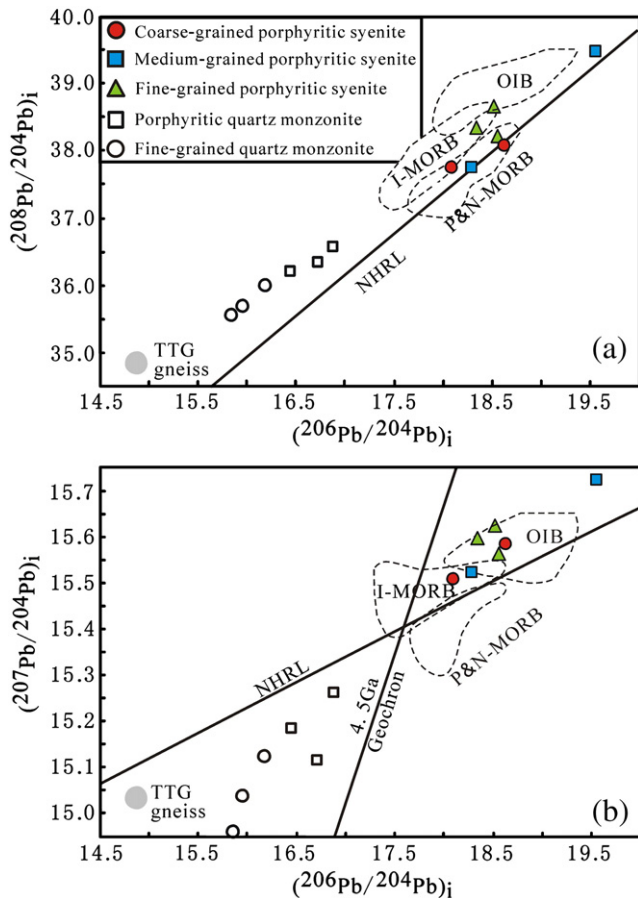 40.0
39.0
38.0
37.0
36.0
35.0
(²⁰⁸Pb/²⁰⁴Pb)i
Coarse-grained porphyritic syenite
Medium-grained porphyritic syenite
Fine-grained porphyritic syenite
Porphyritic quartz monzonite
Fine-grained quartz monzonite
OIB
I-MORB
P&N-MORB
NHRL
TTG
gneiss
(a)
14.5 15.5 16.5 17.5 18.5 19.5
(²⁰⁶Pb/²⁰⁴Pb)i
15.7
15.6
15.5
15.4
15.3
15.2
15.1
15.0
(²⁰⁷Pb/²⁰⁴Pb)i
OIB
I-MORB
P&N-MORB
NHRL
4.5Ga
Geochron
TTG
gneiss
(b)
14.5 15.5 16.5 17.5 18.5 19.5
(²⁰⁶Pb/²⁰⁴Pb)i